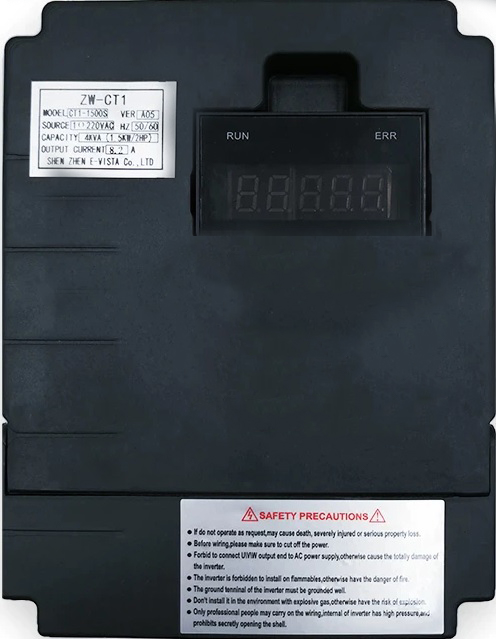 ZW-CT1
MODEL CT1-1500S VER A05
SOURCE 220VAC HZ 50/60
CAPACITY 4KVA (1.5KW/2HP)
OUTPUT CURRENT 8.2 A
SHEN ZHEN E-VISTA Co.,LTD
RUN ERR
SAFETY PRECAUTIONS
● If do not operate as request,may cause death, severely injured or serious property loss.
● Before wiring,please make sure to cut off the power.
● Forbid to connect U\V\W output end to AC power supply,otherwise cause the totally damage of
the inverter.
● The inverter is forbidden to install on flammables,otherwise have the danger of fire.
● The ground tenninal of the inverter must be grounded well.
● Don't install it in the environment with explosive gas,otherwise have the risk of explosion.
● Only professional people may carry on the wiring,internal of inverter has high pressure,and
prohibits secretly opening the shell.